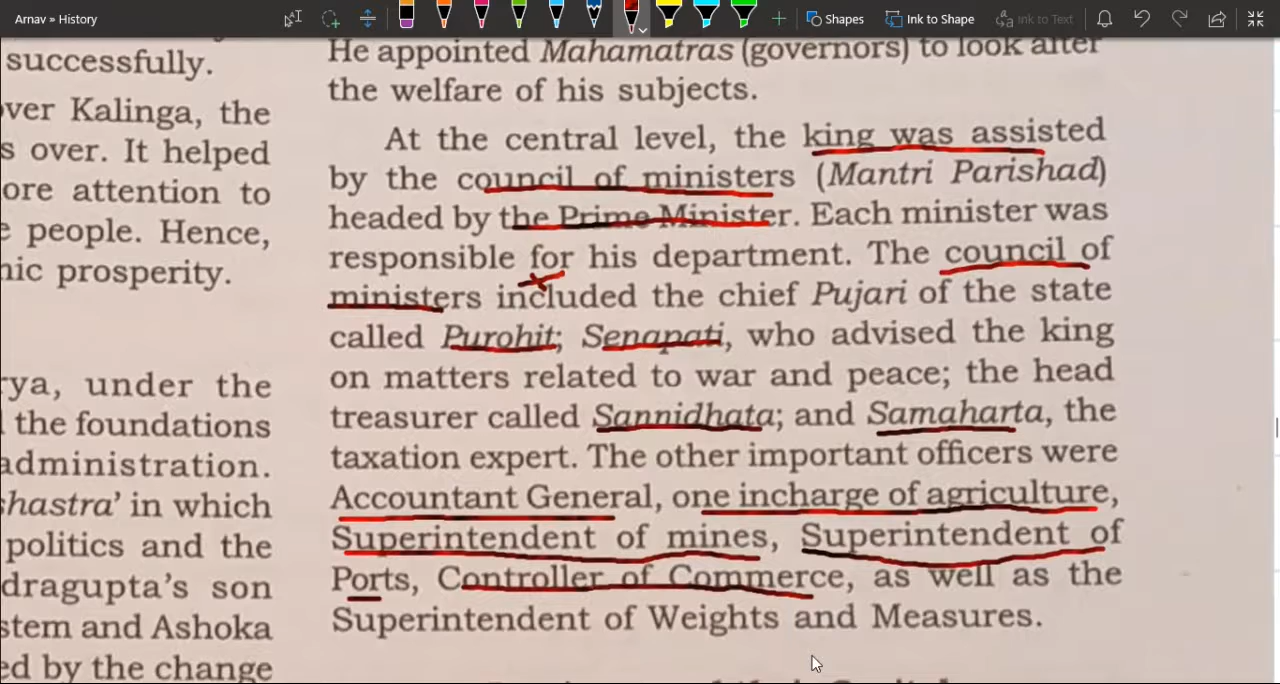 Arnav » History
Shapes
Ink to Shape
Ink to Text
successfully.
ver Kalinga, the
s over. It helped
ore attention to
e people. Hence,
nic prosperity.
rya, under the
the foundations
administration.
shastra' in which
politics and the
dragupta's son
stem and Ashoka
ed by the change
He appointed Mahamatras (governors) to look after
the welfare of his subjects.
At the central level, the king was assisted
by the council of ministers (Mantri Parishad)
headed by the Prime Minister. Each minister was
responsible for his department. The council of
ministers included the chief Pujari of the state
called Purohit; Senapati, who advised the king
on matters related to war and peace; the head
treasurer called Sannidhata; and Samaharta, the
taxation expert. The other important officers were
Accountant General, one incharge of agriculture,
Superintendent of mines, Superintendent of
Ports, Controller of Commerce, as well as the
Superintendent of Weights and Measures.